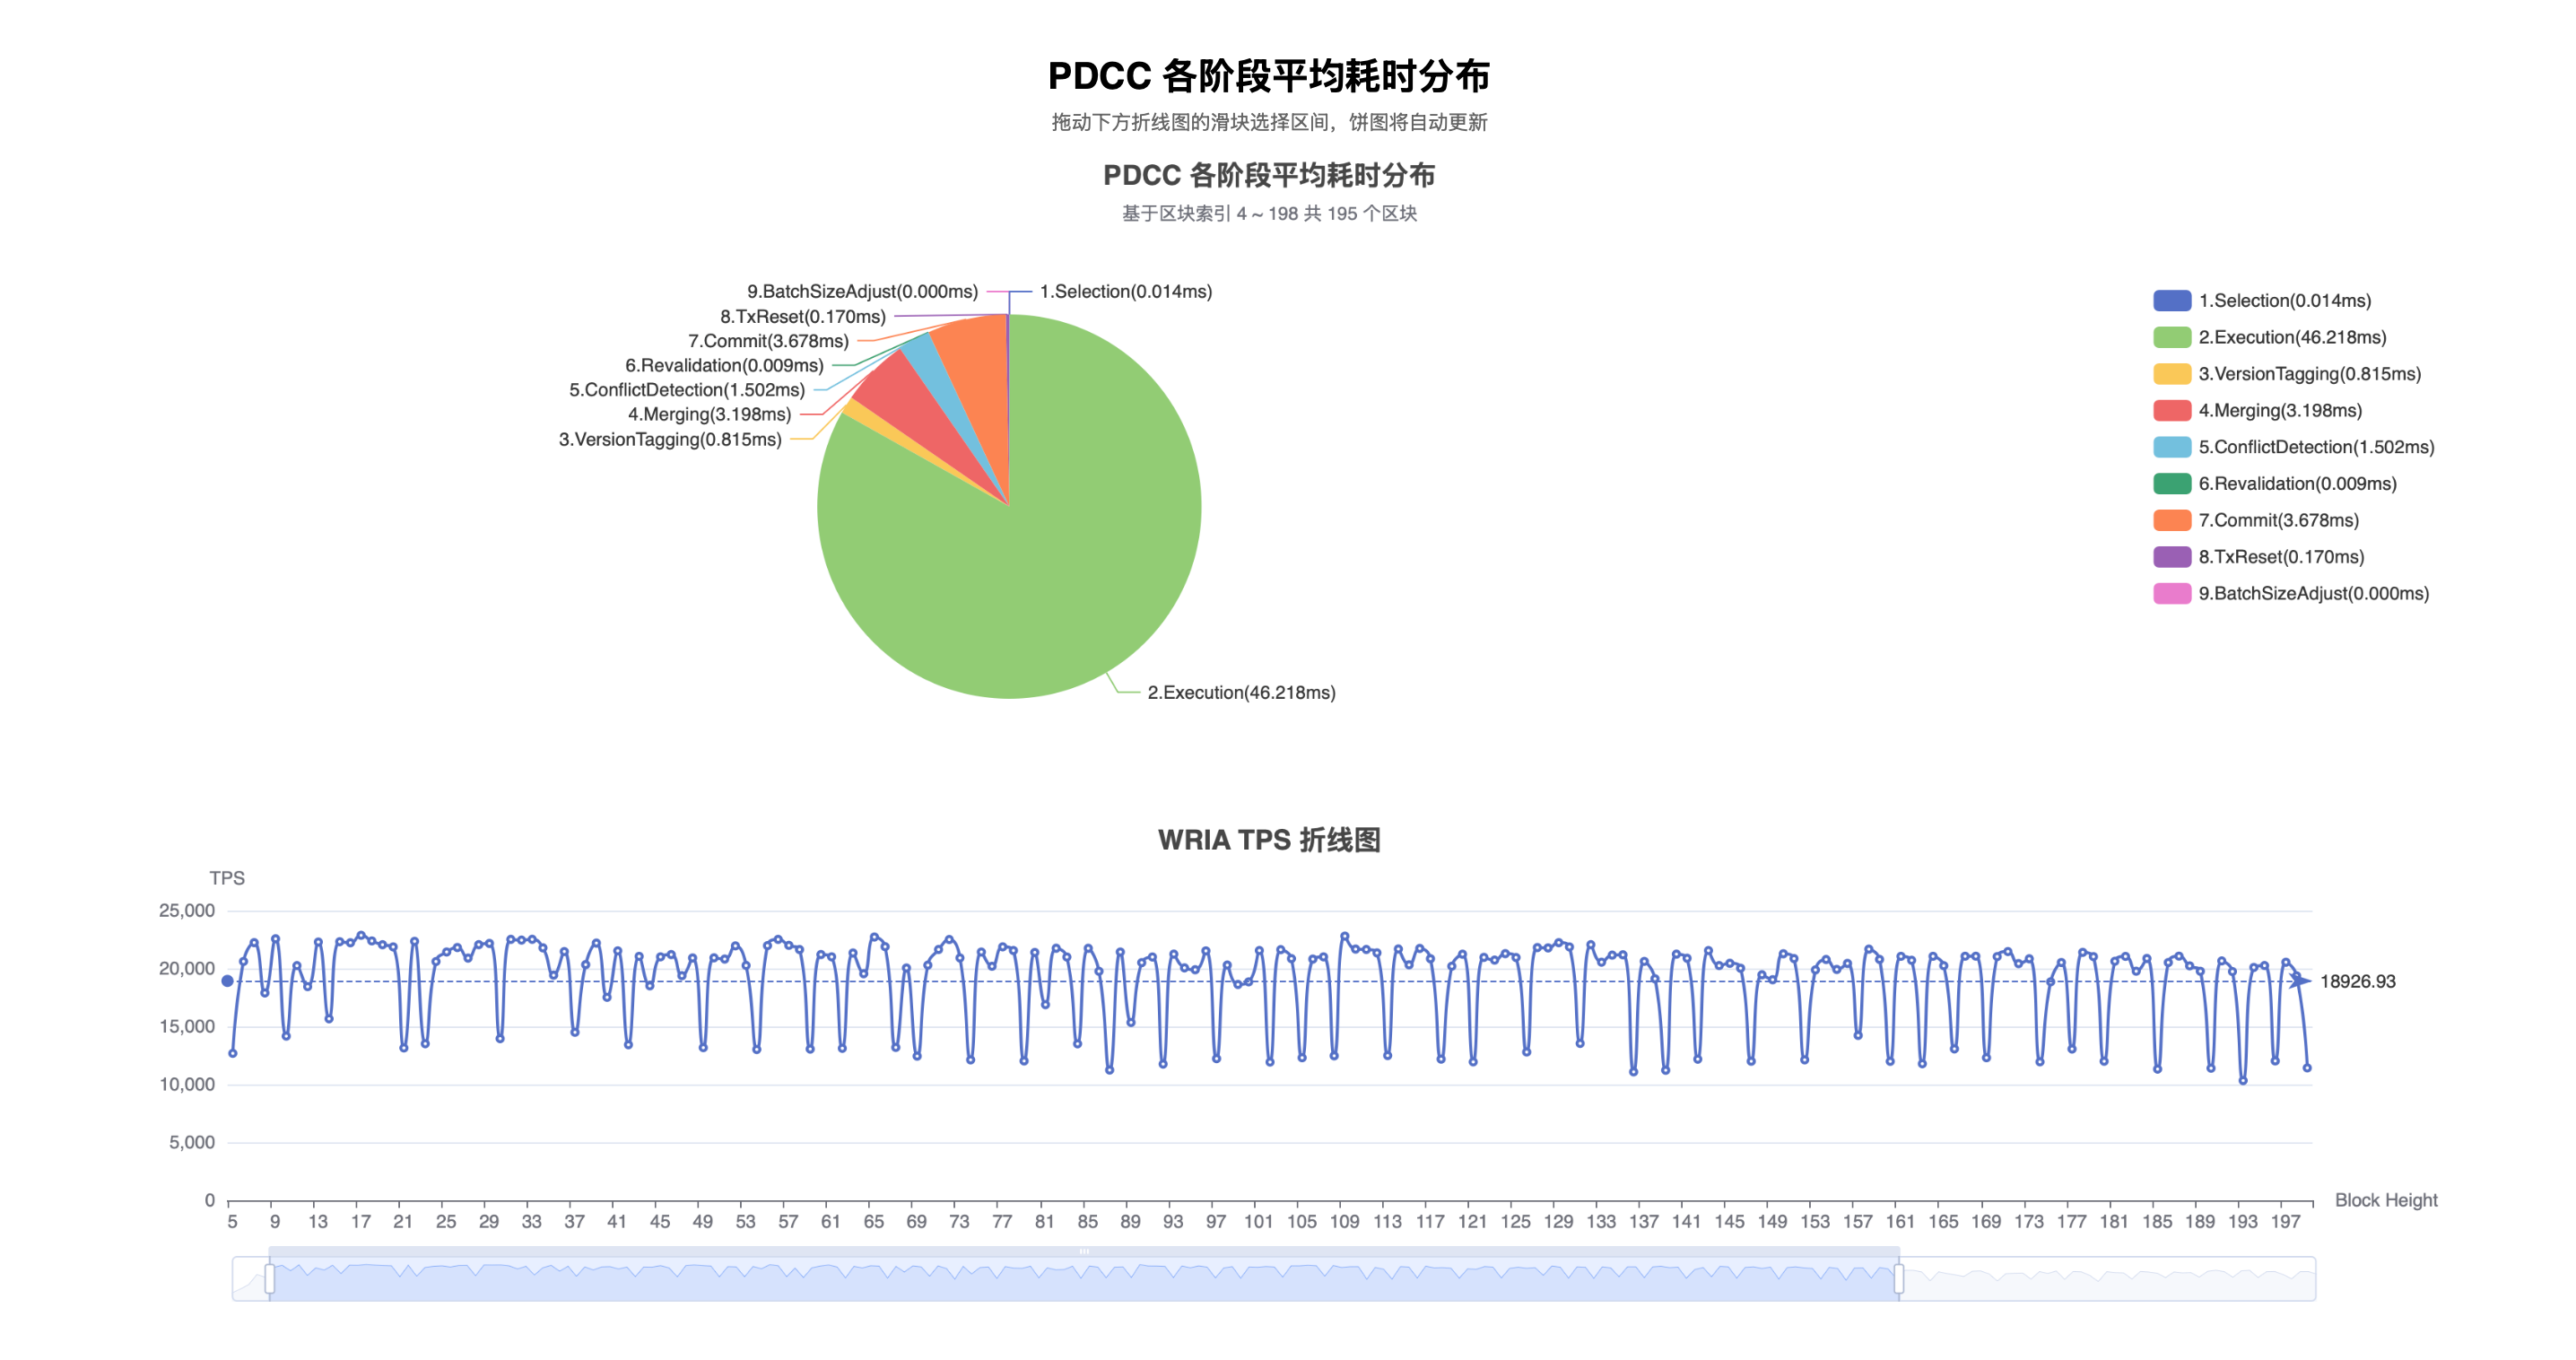 PDCC 各阶段平均耗时分布
拖动下方折线图的滑块选择区间，饼图将自动更新
PDCC 各阶段平均耗时分布
基于区块索引 4 ~ 198 共 195 个区块
9.BatchSizeAdjust(0.000ms)
1.Selection(0.014ms)
8.TxReset(0.170ms)
7.Commit(3.678ms)
6.Revalidation(0.009ms)
5.ConflictDetection(1.502ms)
4.Merging(3.198ms)
3.VersionTagging(0.815ms)
2.Execution(46.218ms)
1.Selection(0.014ms)
2.Execution(46.218ms)
3.VersionTagging(0.815ms)
4.Merging(3.198ms)
5.ConflictDetection(1.502ms)
6.Revalidation(0.009ms)
7.Commit(3.678ms)
8.TxReset(0.170ms)
9.BatchSizeAdjust(0.000ms)
WRIA TPS 折线图
TPS
25,000
20,000
18926.93
15,000
10,000
5,000
0
Block Height
5 9 13 17 21 25 29 33 37 41 45 49 53 57 61 65 69 73 77 81 85 89 93 97 101 105 109 113 117 121 125 129 133 137 141 145 149 153 157 161 165 169 173 177 181 185 189 193 197